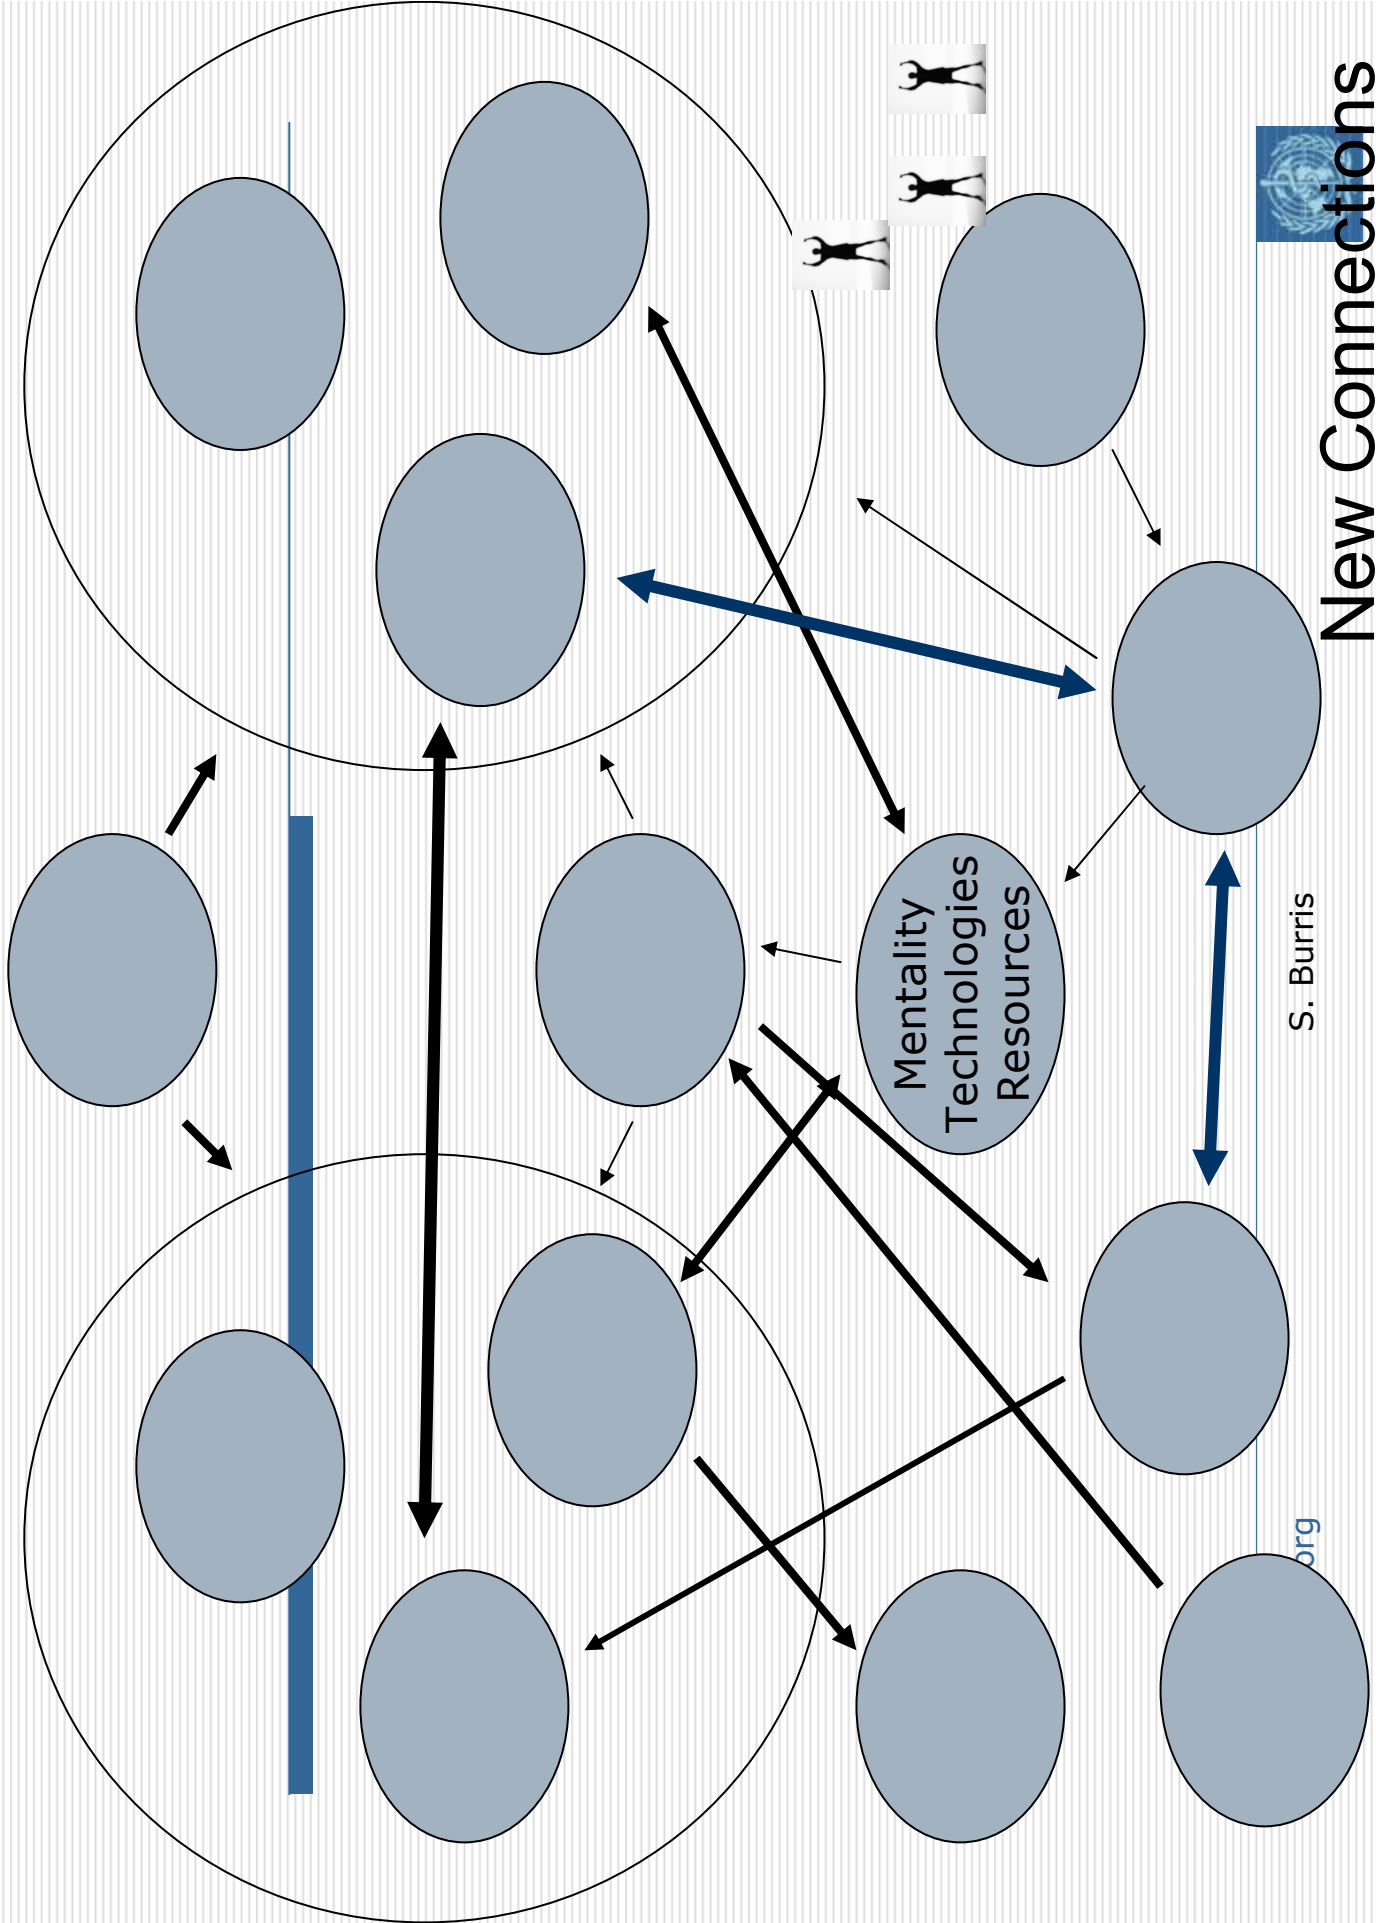 New Connections
Mentality
Technologies
Resources
S. Burris
org